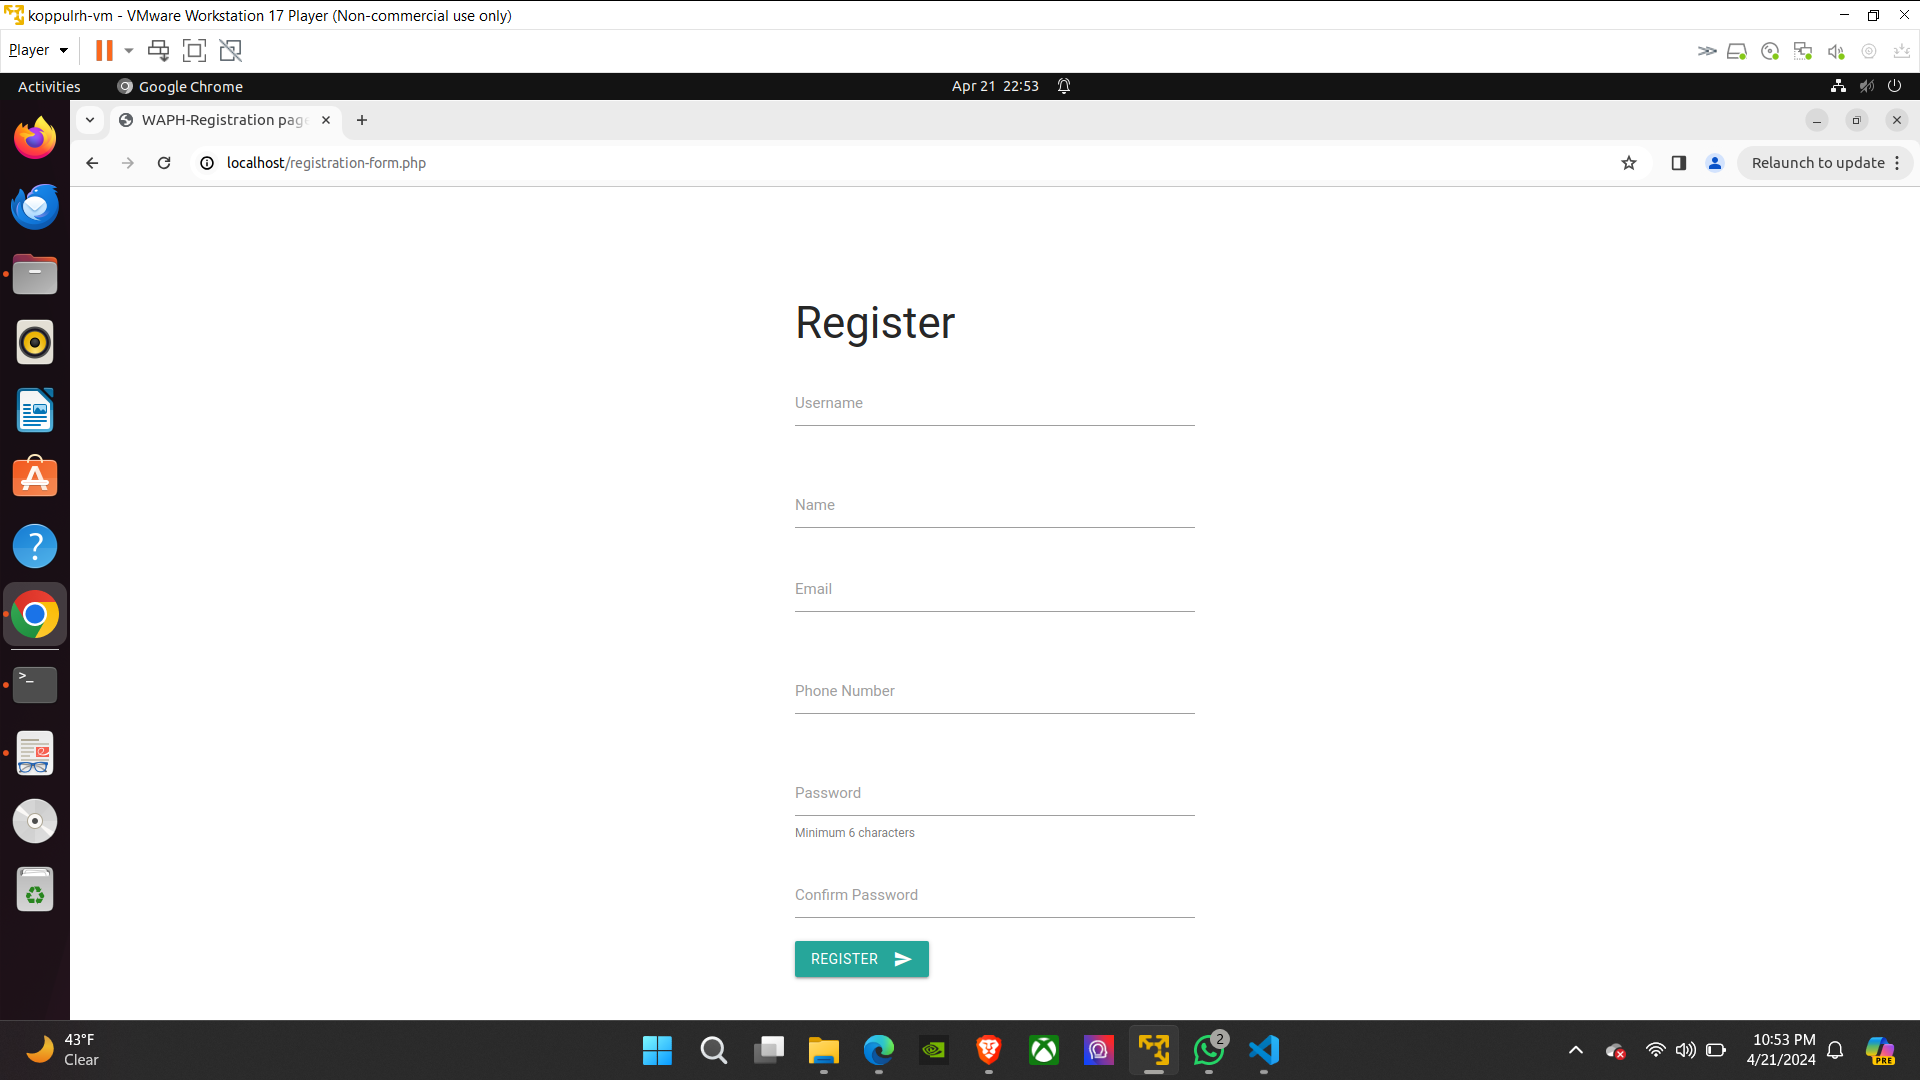 koppulrh-vm - VMware Workstation 17 Player (Non-commercial use only)
Player
Activities
Google Chrome
Apr 21 22:53
WAPH-Registration page
localhost/registration-form.php
Relaunch to update
Register
Username
Name
Email
Phone Number
Password
Minimum 6 characters
Confirm Password
REGISTER
43°F
Clear
2
10:53 PM
4/21/2024
PRE